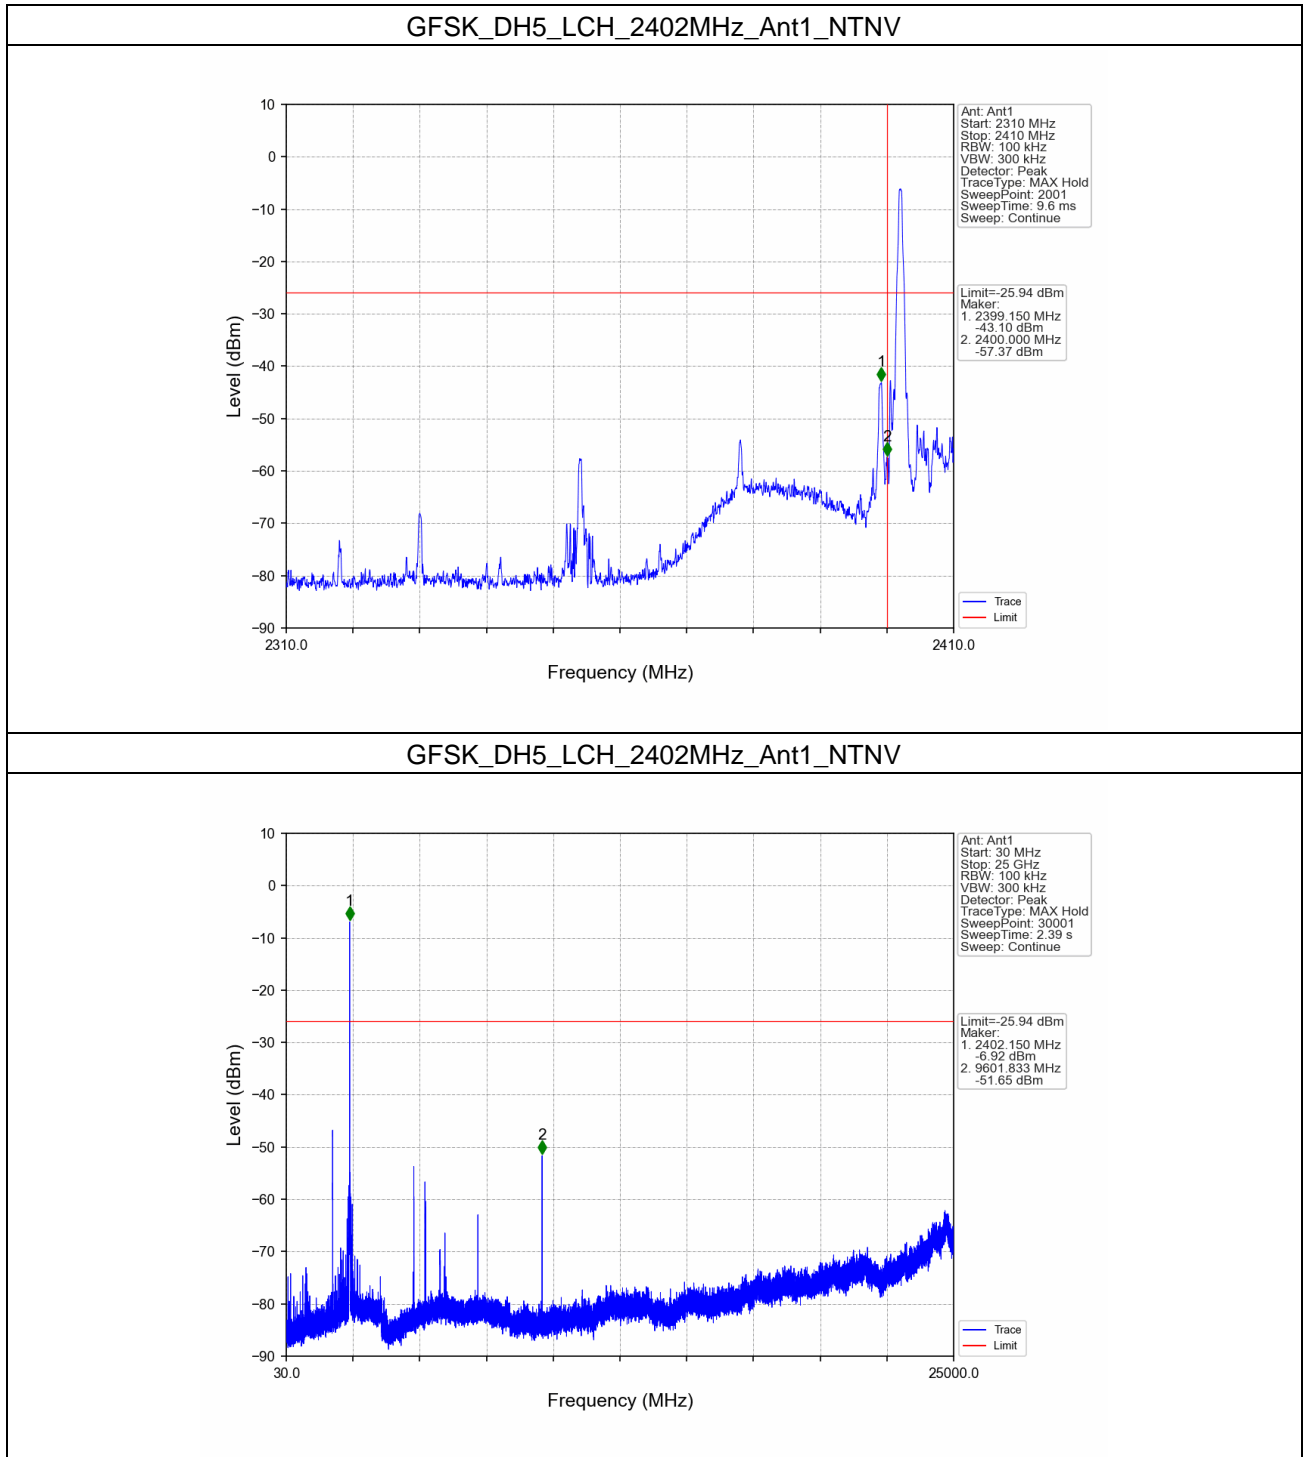 GFSK_DH5_LCH_2402MHz_Ant1_NTNV
10
0
−10
−20
−30
−40
−50
−60
−70
−80
−90
Level (dBm)
2310.0
2410.0
Frequency (MHz)
1
2
Ant: Ant1
Start: 2310 MHz
Stop: 2410 MHz
RBW: 100 kHz
VBW: 300 kHz
Detector: Peak
TraceType: MAX Hold
SweepPoint: 2001
SweepTime: 9.6 ms
Sweep: Continue
Limit=-25.94 dBm
Maker:
1. 2399.150 MHz
-43.10 dBm
2. 2400.000 MHz
-57.37 dBm
Trace
Limit
GFSK_DH5_LCH_2402MHz_Ant1_NTNV
10
0
−10
−20
−30
−40
−50
−60
−70
−80
−90
Level (dBm)
30.0
25000.0
Frequency (MHz)
1
2
Ant: Ant1
Start: 30 MHz
Stop: 25 GHz
RBW: 100 kHz
VBW: 300 kHz
Detector: Peak
TraceType: MAX Hold
SweepPoint: 30001
SweepTime: 2.39 s
Sweep: Continue
Limit=-25.94 dBm
Maker:
1. 2402.150 MHz
-6.92 dBm
2. 9601.833 MHz
-51.65 dBm
Trace
Limit